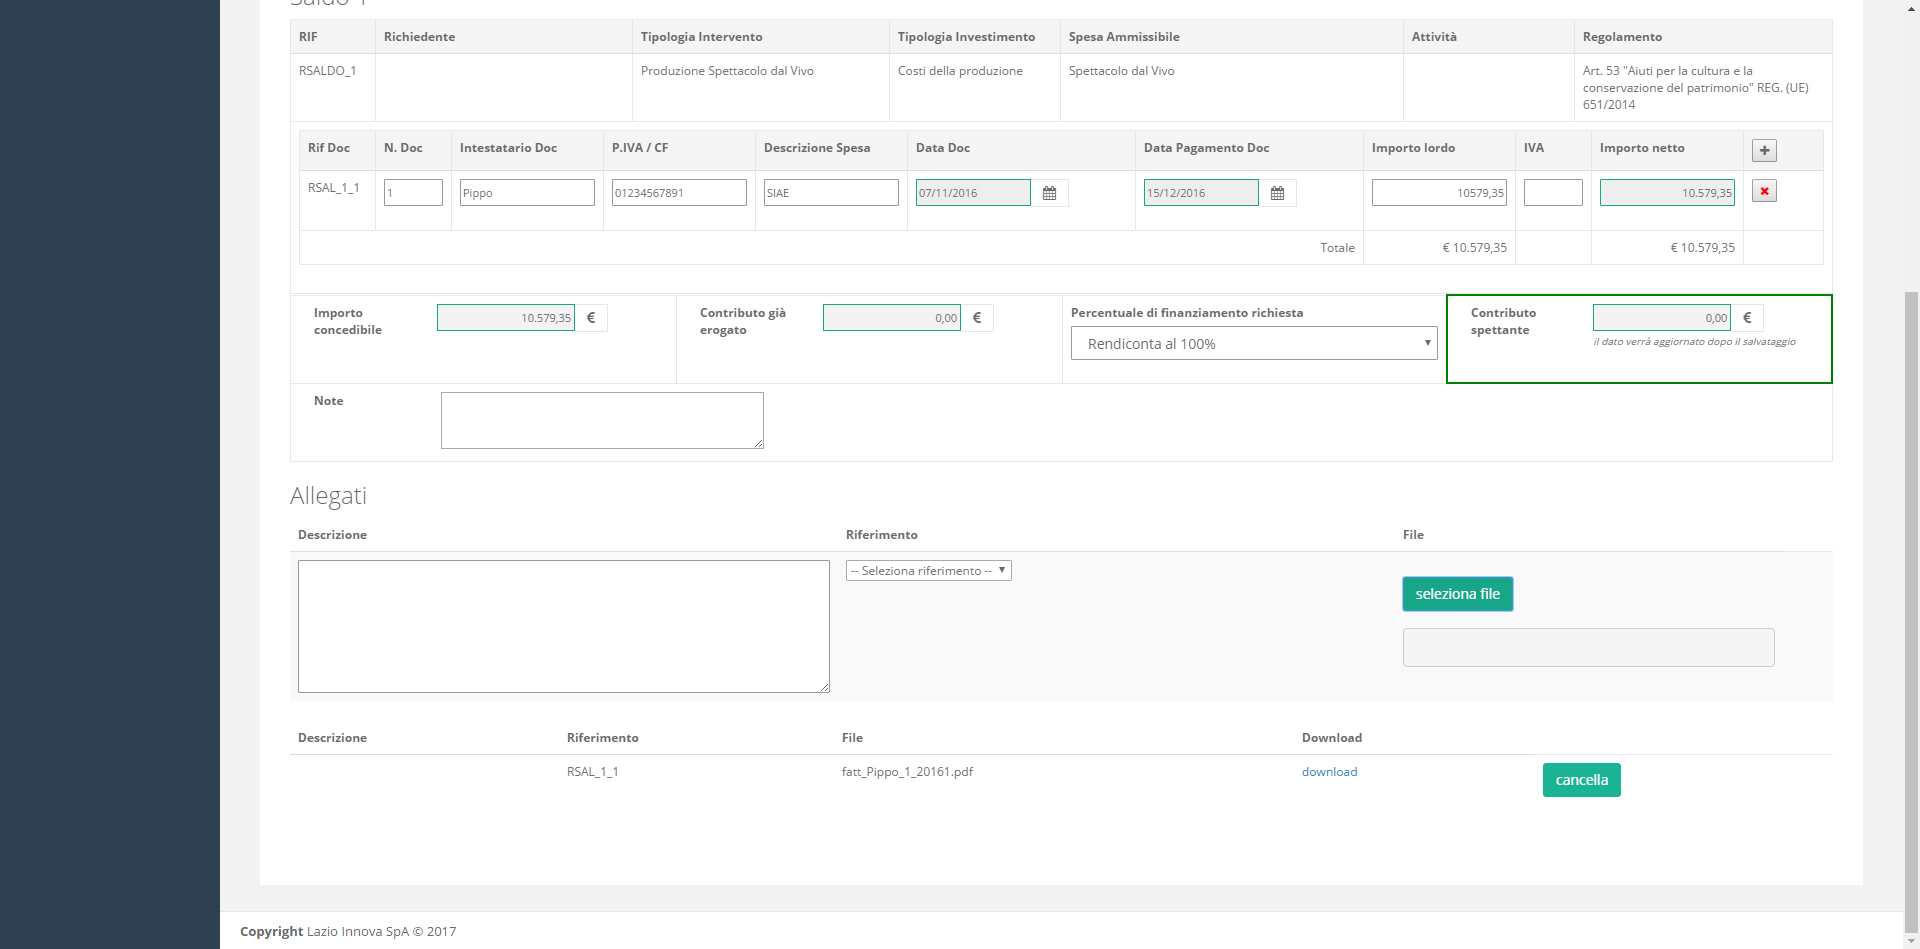 Saldo 1
RIF Richiedente Tipologia Intervento Tipologia Investimento Spesa Ammissibile Attività Regolamento
RSALDO_1 Produzione Spettacolo dal Vivo Costi della produzione Spettacolo dal Vivo Art. 53 "Aiuti per la cultura e la
conservazione del patrimonio" REG. (UE)
651/2014
Rif Doc N. Doc Intestatario Doc P.IVA / CF Descrizione Spesa Data Doc Data Pagamento Doc Importo lordo IVA Importo netto
RSAL_1_1 1 Pippo 01234567891 SIAE 07/11/2016 15/12/2016 10579,35 10.579,35
Totale € 10.579,35 € 10.579,35
Importo
concedibile
10.579,35 €
Contributo già
erogato
0,00 €
Percentuale di finanziamento richiesta
Rendiconta al 100%
Contributo
spettante
0,00 €
il dato verrà aggiornato dopo il salvataggio
Note
Allegati
Descrizione Riferimento File
-- Seleziona riferimento --
seleziona file
Descrizione Riferimento File Download
RSAL_1_1 fatt_Pippo_1_20161.pdf download cancella
Copyright Lazio Innova SpA © 2017